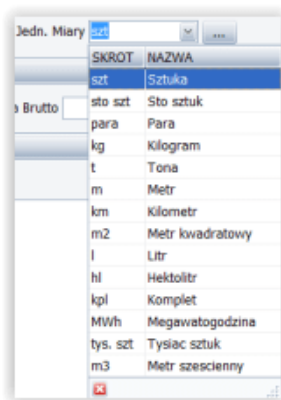 Jedn. Miary szt ...
SKROT NAZWA
szt Sztuka
sto szt Sto sztuk
a Brutto
para Para
kg Kilogram
t Tona
m Metr
km Kilometr
m2 Metr kwadratowy
l Litr
hl Hektolitr
kpl Komplet
MWh Megawatogodzina
tys. szt Tysiac sztuk
m3 Metr szescienny